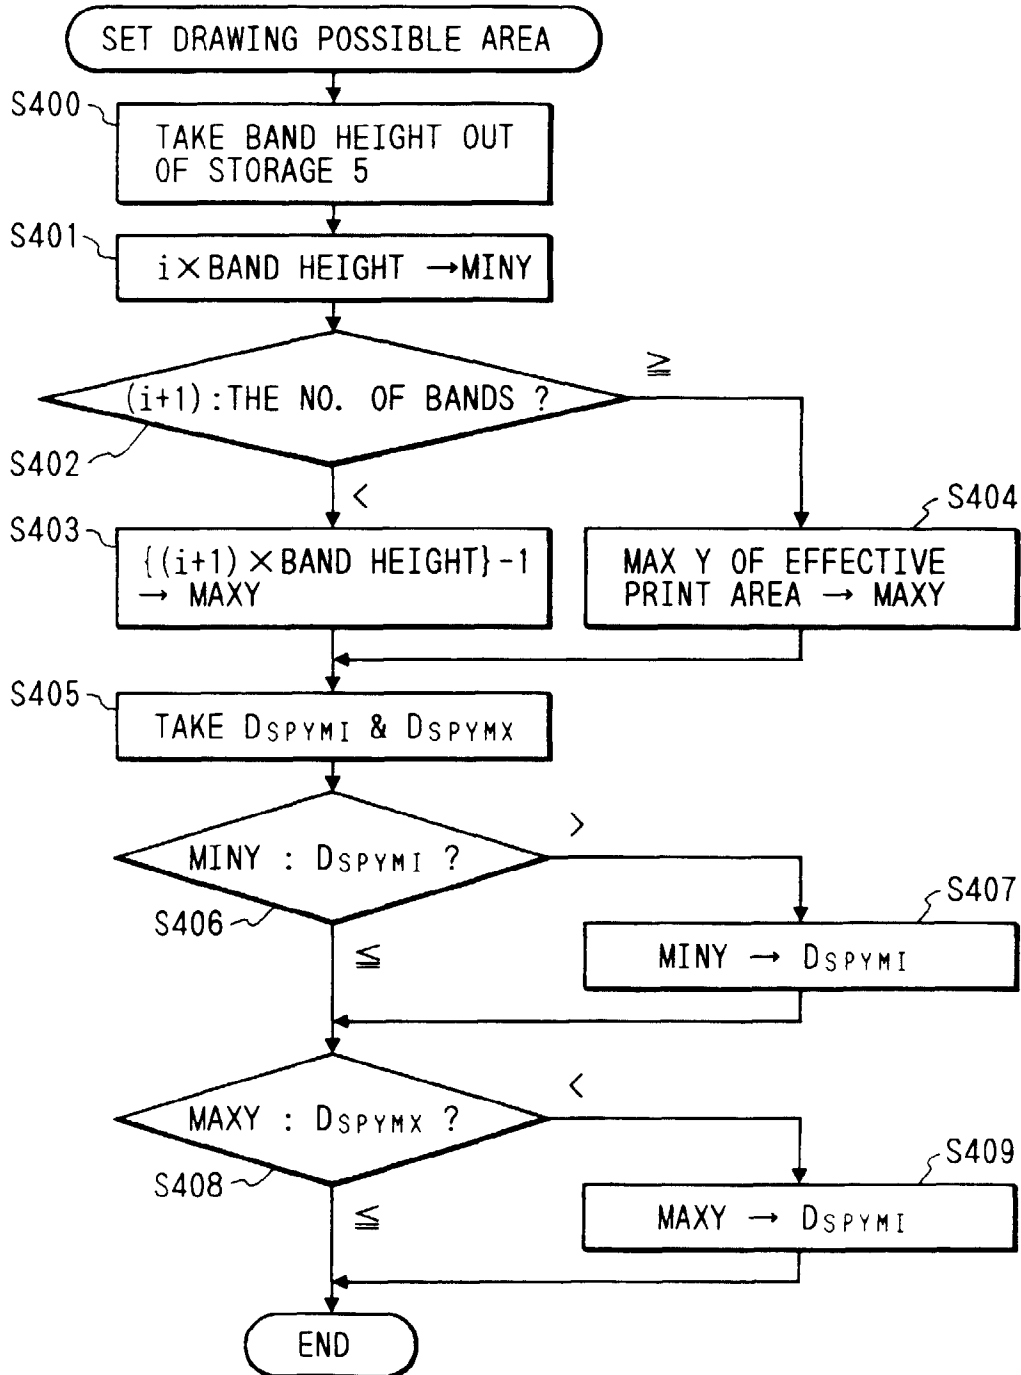 SET DRAWING POSSIBLE AREA
S400
TAKE BAND HEIGHT OUT
OF STORAGE 5
S401
i×BAND HEIGHT →MINY
≧
(i+1):THE NO. OF BANDS ?
S402
<
S403
{(i+1)×BAND HEIGHT}-1
→ MAXY
S404
MAX Y OF EFFECTIVE
PRINT AREA → MAXY
S405
TAKE DSPYMI & DSPYMX
>
MINY : DSPYMI ?
S406
≦
S407
MINY → DSPYMI
<
MAXY : DSPYMX ?
S408
≦
S409
MAXY → DSPYMI
END